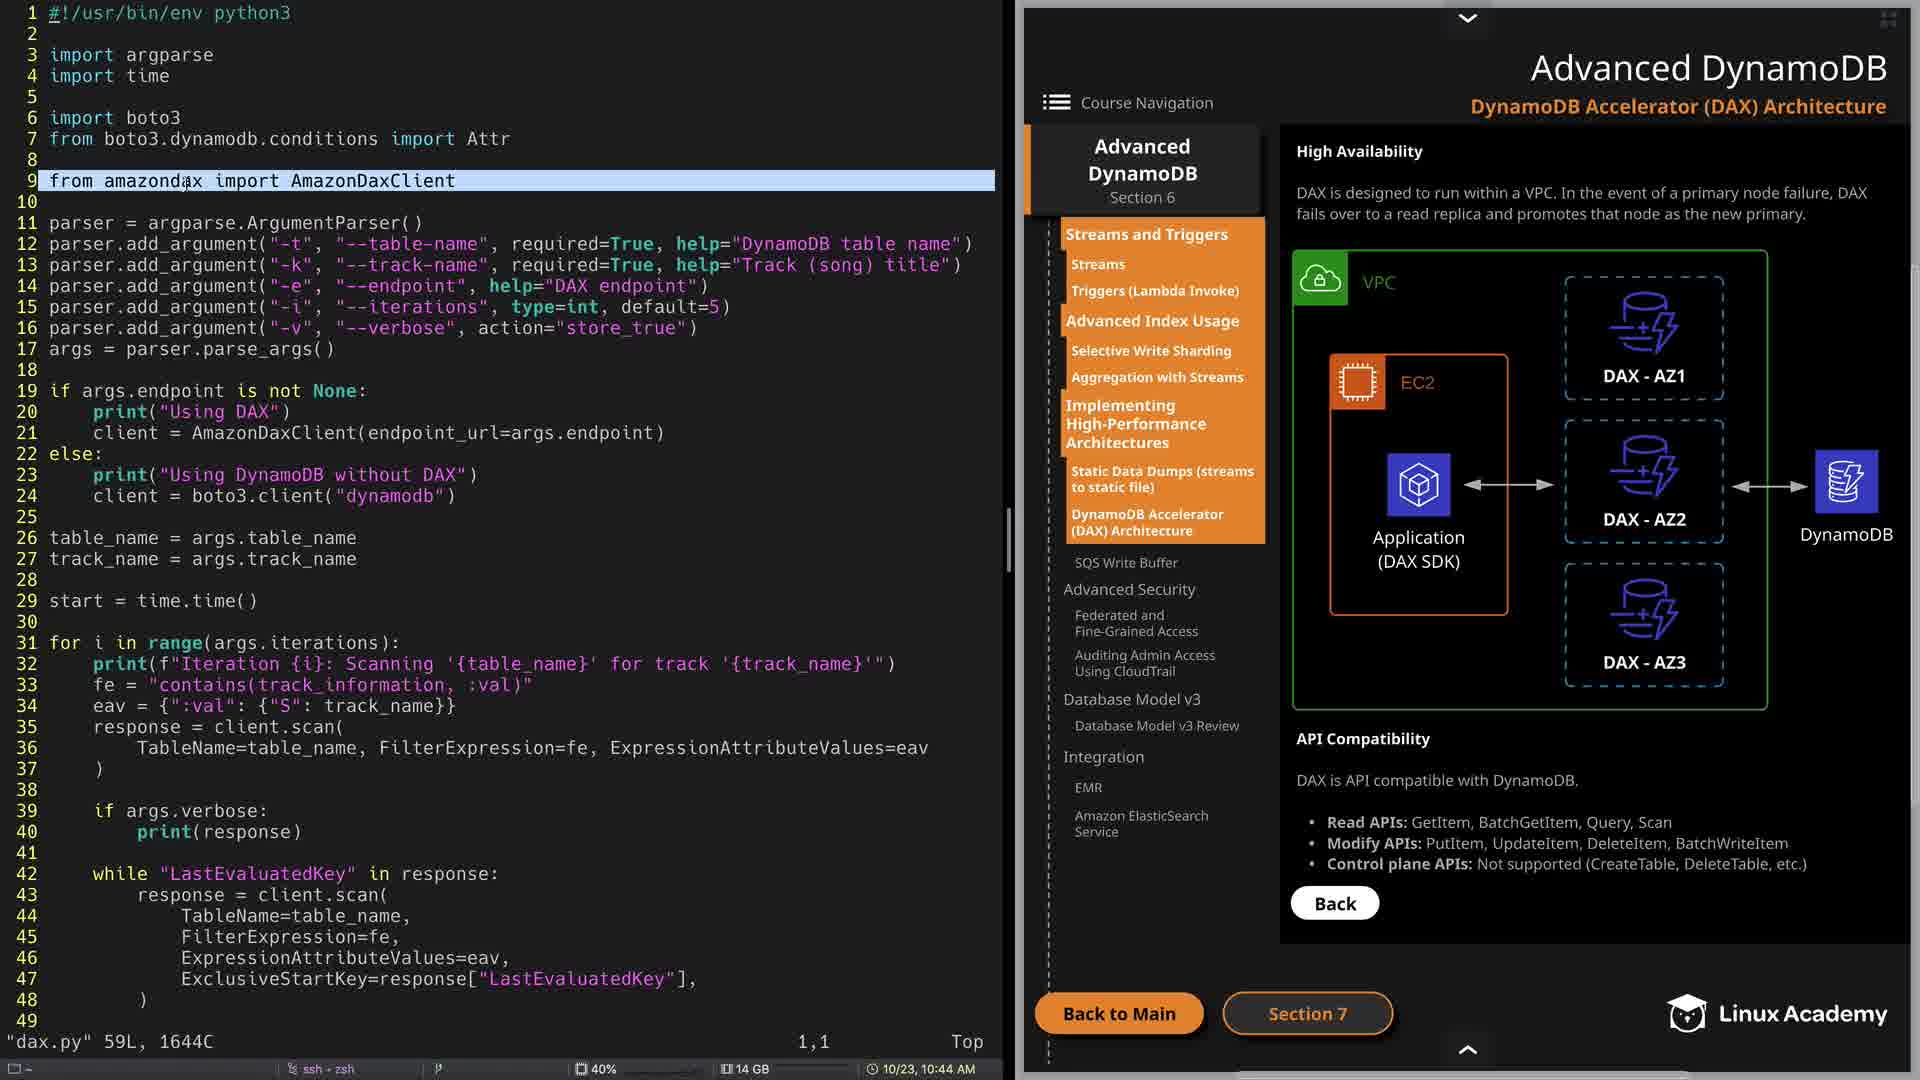 1 #!/usr/bin/env python3
2
3 import argparse
4 import time
5
6 import boto3
7 from boto3.dynamodb.conditions import Attr
8
9 from amazondax import AmazonDaxClient
10
11 parser = argparse.ArgumentParser()
12 parser.add_argument("-t", "--table-name", required=True, help="DynamoDB table name")
13 parser.add_argument("-k", "--track-name", required=True, help="Track (song) title")
14 parser.add_argument("-e", "--endpoint", help="DAX endpoint")
15 parser.add_argument("-i", "--iterations", type=int, default=5)
16 parser.add_argument("-v", "--verbose", action="store_true")
17 args = parser.parse_args()
18
19 if args.endpoint is not None:
20     print("Using DAX")
21     client = AmazonDaxClient(endpoint_url=args.endpoint)
22 else:
23     print("Using DynamoDB without DAX")
24     client = boto3.client("dynamodb")
25
26 table_name = args.table_name
27 track_name = args.track_name
28
29 start = time.time()
30
31 for i in range(args.iterations):
32     print(f"Iteration {i}: Scanning '{table_name}' for track '{track_name}'")
33     fe = "contains(track_information, :val)"
34     eav = {":val": {"S": track_name}}
35     response = client.scan(
36         TableName=table_name, FilterExpression=fe, ExpressionAttributeValues=eav
37     )
38
39     if args.verbose:
40         print(response)
41
42     while "LastEvaluatedKey" in response:
43         response = client.scan(
44             TableName=table_name,
45             FilterExpression=fe,
46             ExpressionAttributeValues=eav,
47             ExclusiveStartKey=response["LastEvaluatedKey"],
48         )
49
"dax.py" 59L, 1644C 1,1 Top
~ ssh - zsh 40% 14 GB 10/23, 10:44 AM
Advanced DynamoDB
DynamoDB Accelerator (DAX) Architecture
Course Navigation
Advanced
DynamoDB
Section 6
Streams and Triggers
Streams
Triggers (Lambda Invoke)
Advanced Index Usage
Selective Write Sharding
Aggregation with Streams
Implementing
High-Performance
Architectures
Static Data Dumps (streams
to static file)
DynamoDB Accelerator
(DAX) Architecture
SQS Write Buffer
Advanced Security
Federated and
Fine-Grained Access
Auditing Admin Access
Using CloudTrail
Database Model v3
Database Model v3 Review
Integration
EMR
Amazon ElasticSearch
Service
High Availability
DAX is designed to run within a VPC. In the event of a primary node failure, DAX
fails over to a read replica and promotes that node as the new primary.
VPC
EC2
Application
(DAX SDK)
DAX - AZ1
DAX - AZ2
DAX - AZ3
DynamoDB
API Compatibility
DAX is API compatible with DynamoDB.
• Read APIs: GetItem, BatchGetItem, Query, Scan
• Modify APIs: PutItem, UpdateItem, DeleteItem, BatchWriteItem
• Control plane APIs: Not supported (CreateTable, DeleteTable, etc.)
Back
Back to Main
Section 7
Linux Academy